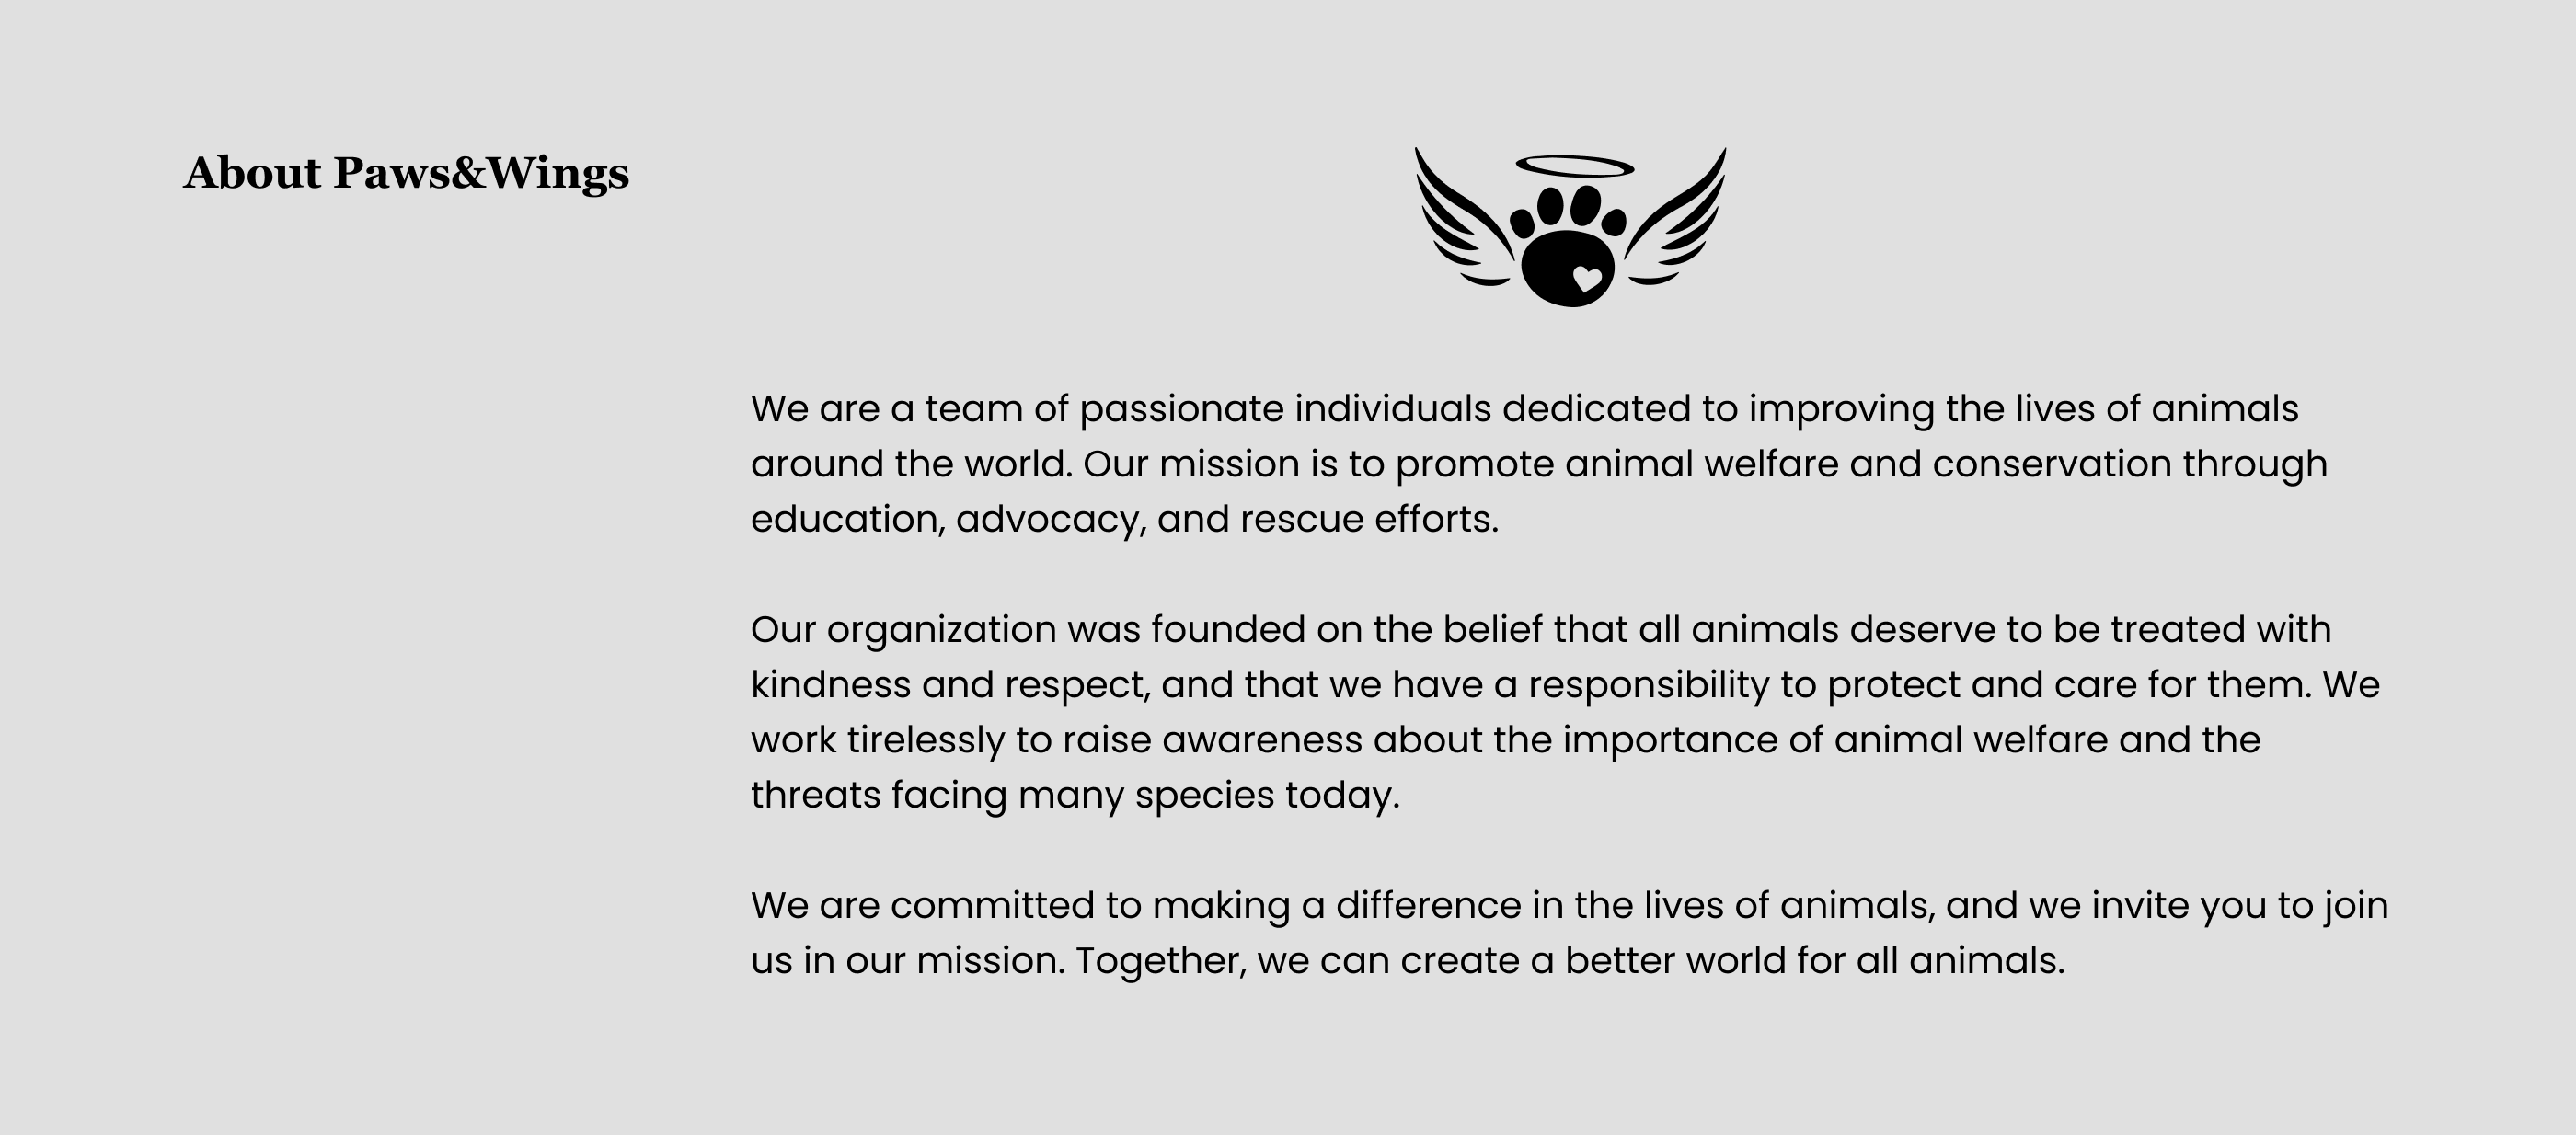 About Paws&Wings
We are a team of passionate individuals dedicated to improving the lives of animals
around the world. Our mission is to promote animal welfare and conservation through
education, advocacy, and rescue efforts.
Our organization was founded on the belief that all animals deserve to be treated with
kindness and respect, and that we have a responsibility to protect and care for them. We
work tirelessly to raise awareness about the importance of animal welfare and the
threats facing many species today.
We are committed to making a difference in the lives of animals, and we invite you to join
us in our mission. Together, we can create a better world for all animals.